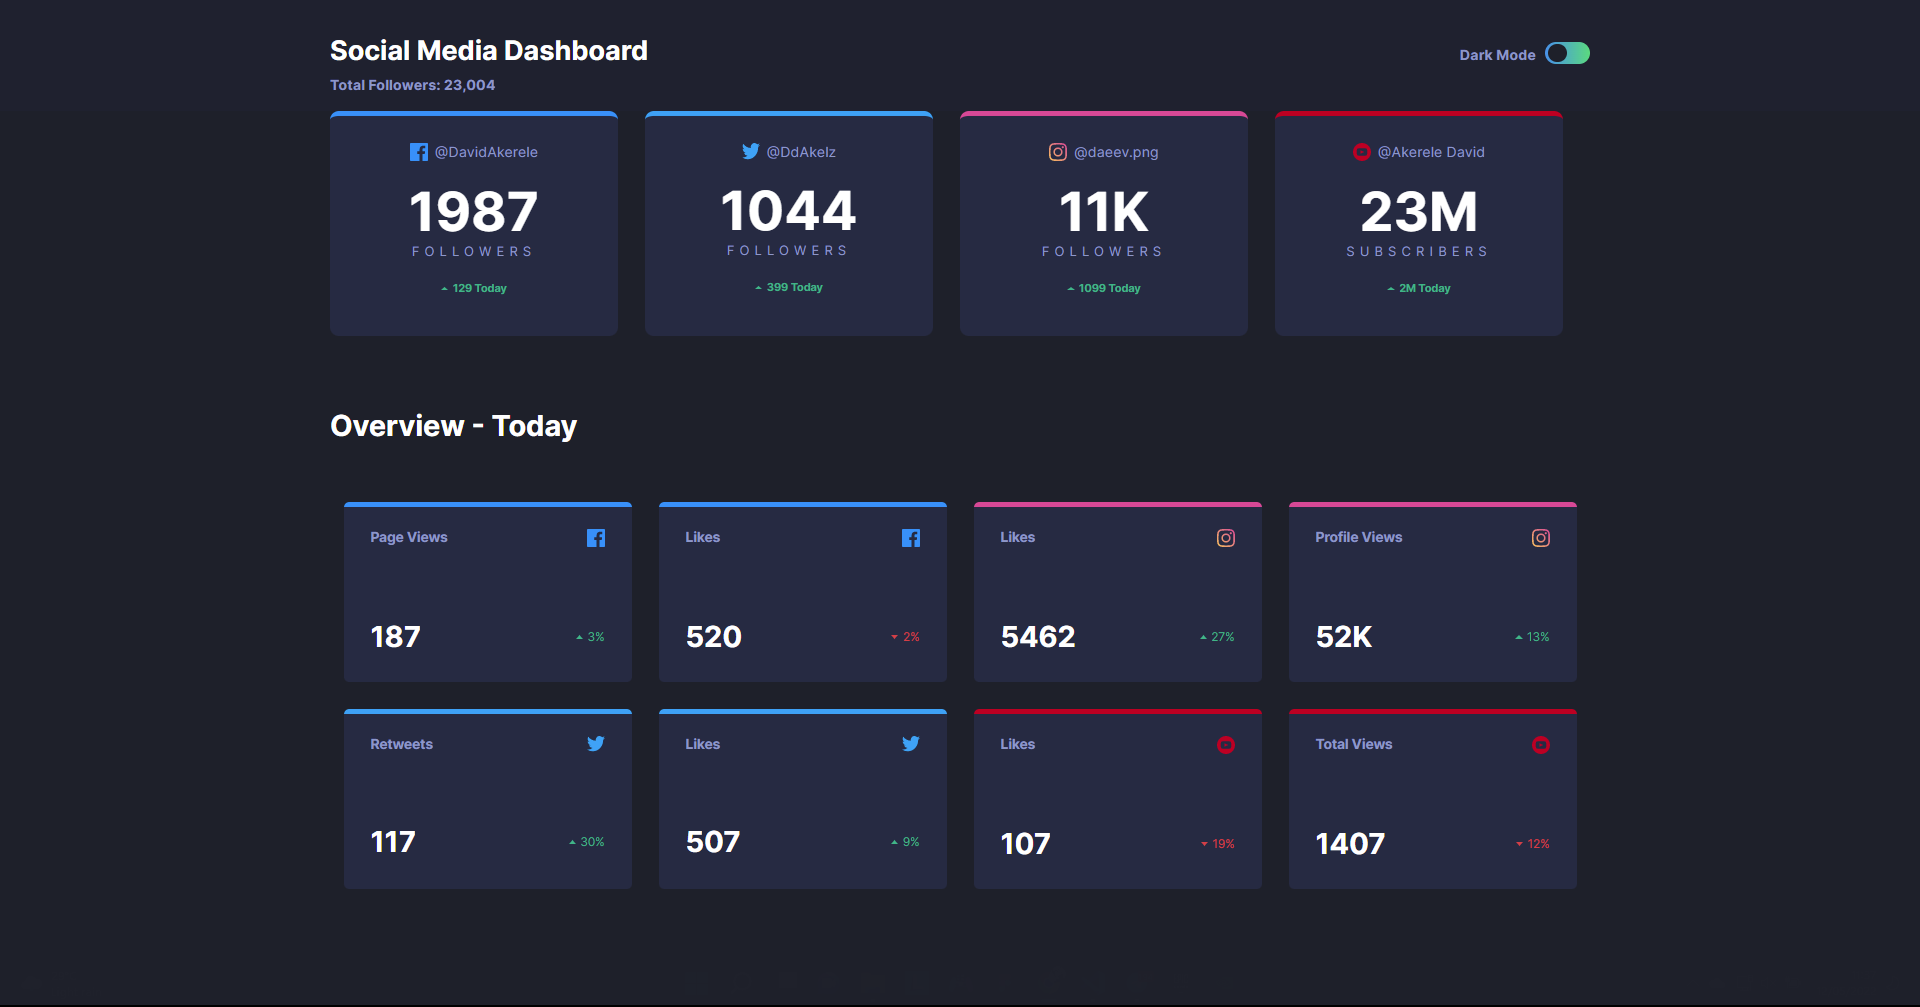 Social Media Dashboard
Dark Mode
Total Followers: 23,004
@DavidAkerele
1987
FOLLOWERS
129 Today
@DdAkelz
1044
FOLLOWERS
399 Today
@daeev.png
11K
FOLLOWERS
1099 Today
@Akerele David
23M
SUBSCRIBERS
2M Today
Overview - Today
Page Views
187
3%
Likes
520
2%
Likes
5462
27%
Profile Views
52K
13%
Retweets
117
30%
Likes
507
9%
Likes
107
19%
Total Views
1407
12%